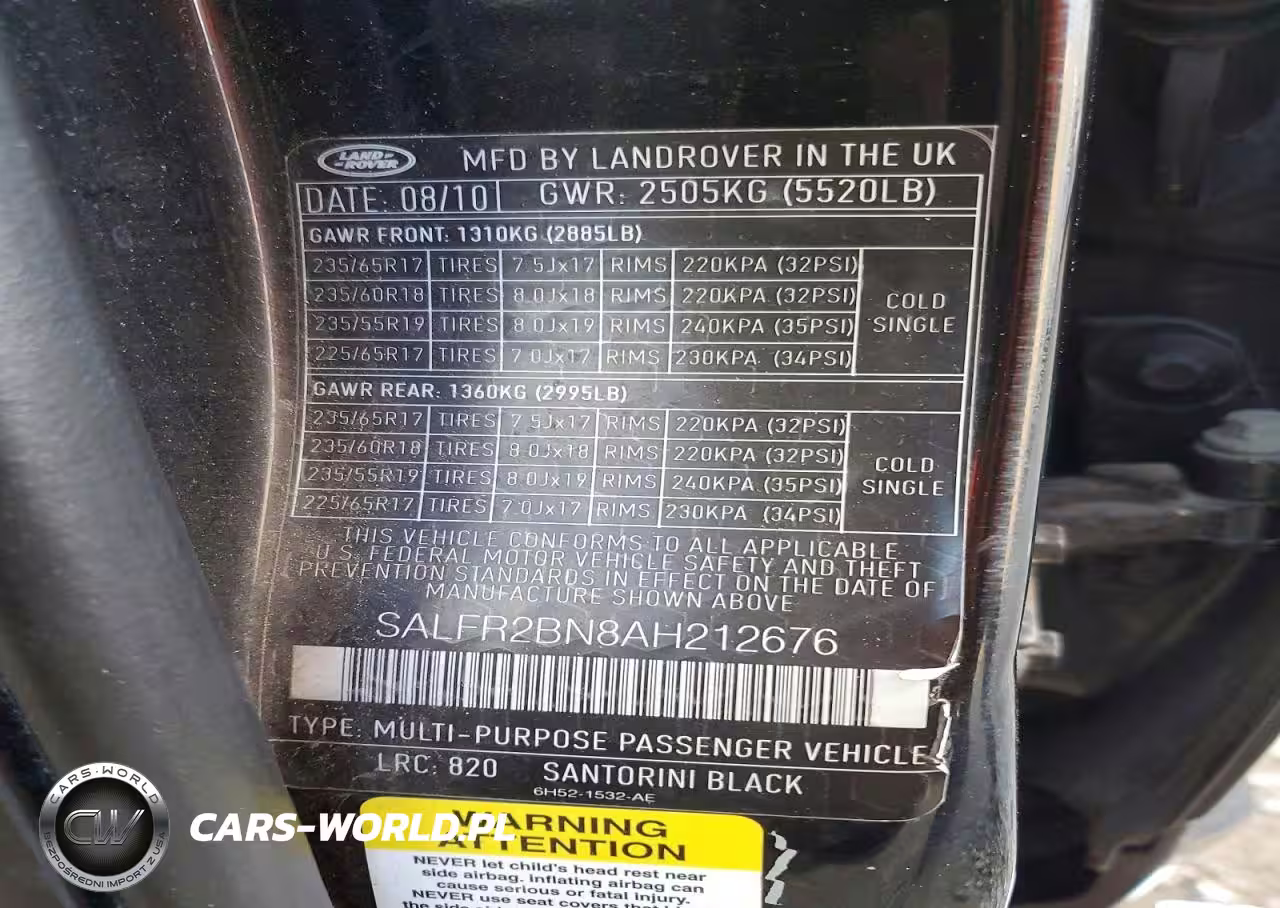 LAND ROVER MFD BY LANDROVER IN THE UK
DATE: 08/10 GWR: 2505KG (5520LB)
GAWR FRONT: 1310KG (2885LB)
235/65R17 TIRES 7.5Jx17 RIMS 220KPA (32PSI)
235/60R18 TIRES 8.0Jx18 RIMS 220KPA (32PSI)
235/55R19 TIRES 8.0Jx19 RIMS 240KPA (35PSI)
225/65R17 TIRES 7.0Jx17 RIMS 230KPA (34PSI)
COLD
SINGLE
GAWR REAR: 1360KG (2995LB)
235/65R17 TIRES 7.5Jx17 RIMS 220KPA (32PSI)
235/60R18 TIRES 8.0Jx18 RIMS 220KPA (32PSI)
235/55R19 TIRES 8.0Jx19 RIMS 240KPA (35PSI)
225/65R17 TIRES 7.0Jx17 RIMS 230KPA (34PSI)
COLD
SINGLE
THIS VEHICLE CONFORMS TO ALL APPLICABLE
U.S. FEDERAL MOTOR VEHICLE SAFETY AND THEFT
PREVENTION STANDARDS IN EFFECT ON THE DATE OF
MANUFACTURE SHOWN ABOVE
SALFR2BN8AH212676
TYPE: MULTI-PURPOSE PASSENGER VEHICLE
LRC: 820 SANTORINI BLACK
6H52-1532-AE
WARNING
ATTENTION
NEVER let child's head rest near
side airbag. Inflating airbag can
cause serious or fatal injury.
NEVER use seat covers that
the side
CARS-WORLD
CW
BEZPOŚREDNI IMPORT Z USA
CARS-WORLD.PL